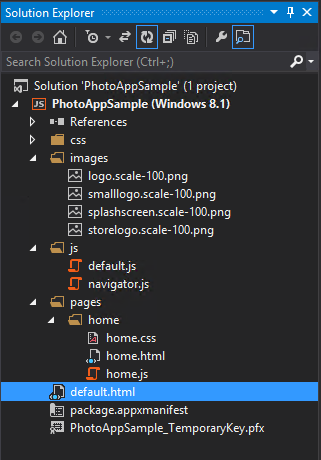 Solution Explorer
Search Solution Explorer (Ctrl+;)
Solution 'PhotoAppSample' (1 project)
JS PhotoAppSample (Windows 8.1)
References
css
images
logo.scale-100.png
smalllogo.scale-100.png
splashscreen.scale-100.png
storelogo.scale-100.png
js
default.js
navigator.js
pages
home
home.css
home.html
home.js
default.html
package.appxmanifest
PhotoAppSample_TemporaryKey.pfx